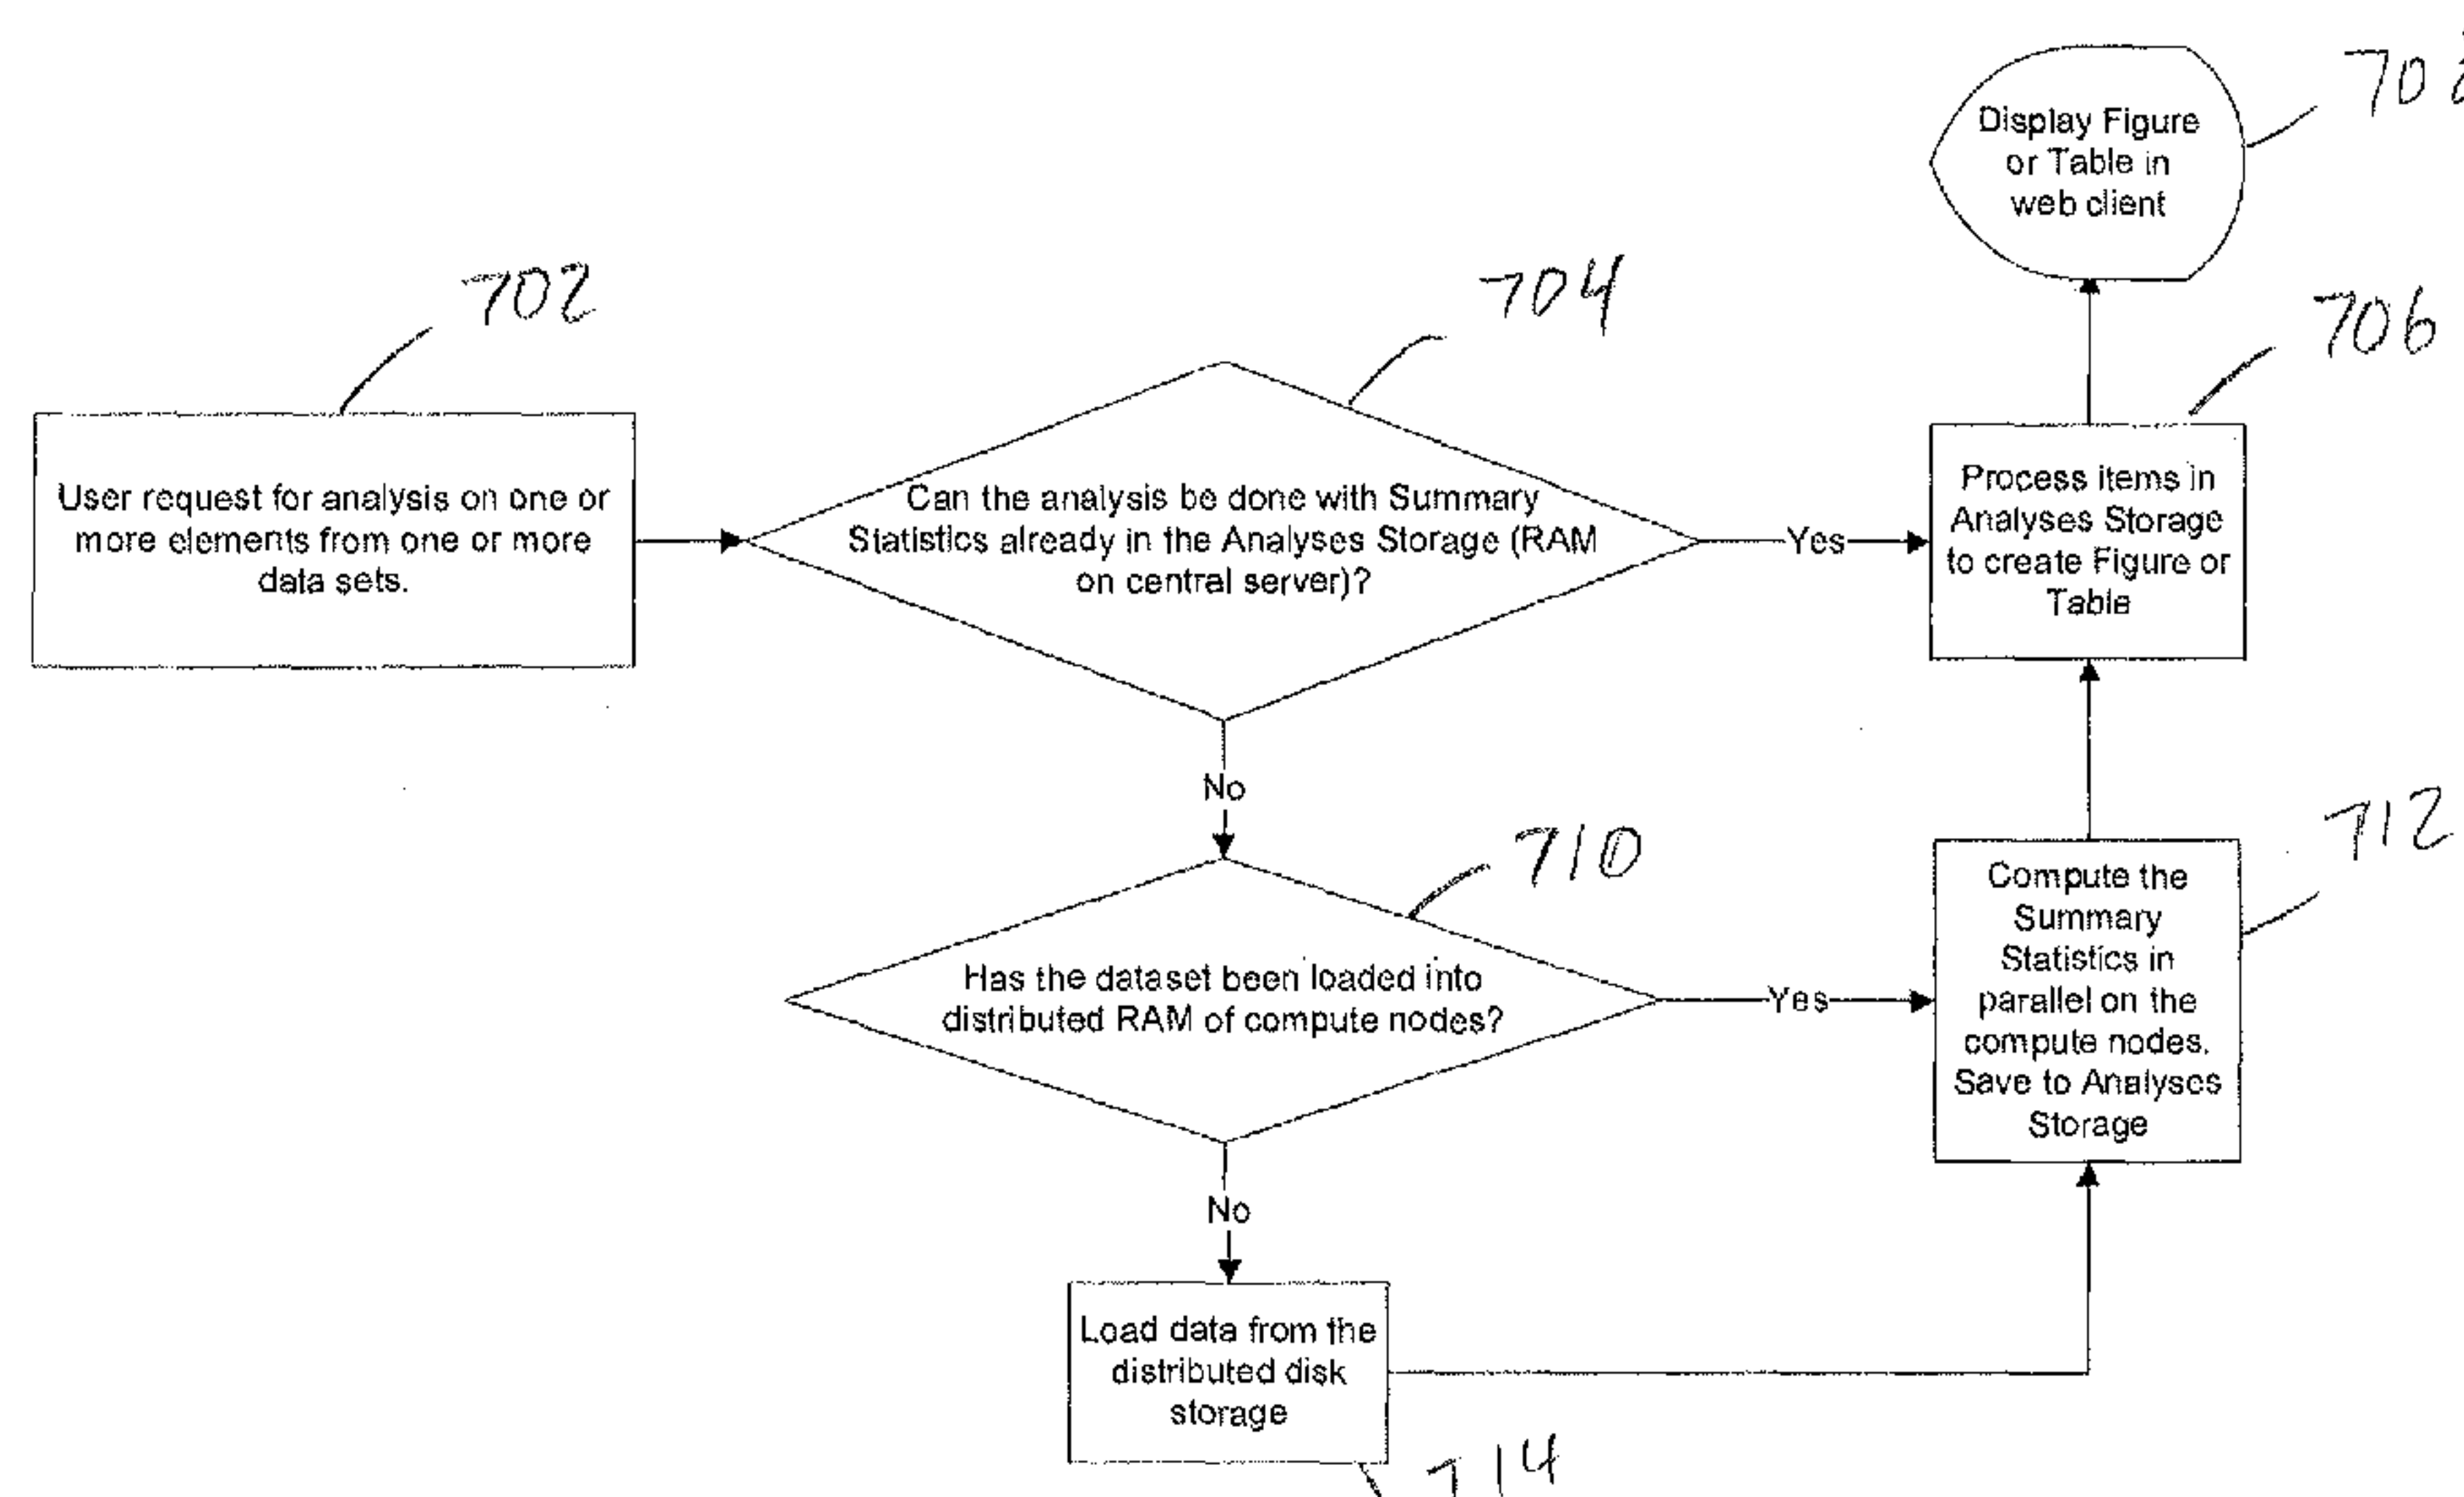 Display Figure
or Table in
web client
702
704
706
User request for analysis on one or
more elements from one or more
data sets.
Can the analysis be done with Summary
Statistics already in the Analyses Storage (RAM
on central server)?
Yes
Process items in
Analyses Storage
to create Figure or
Table
No
710
712
Has the dataset been loaded into
distributed RAM of compute nodes?
Yes
Compute the
Summary
Statistics in
parallel on the
compute nodes.
Save to Analyses
Storage
No
Load data from the
distributed disk
storage
714